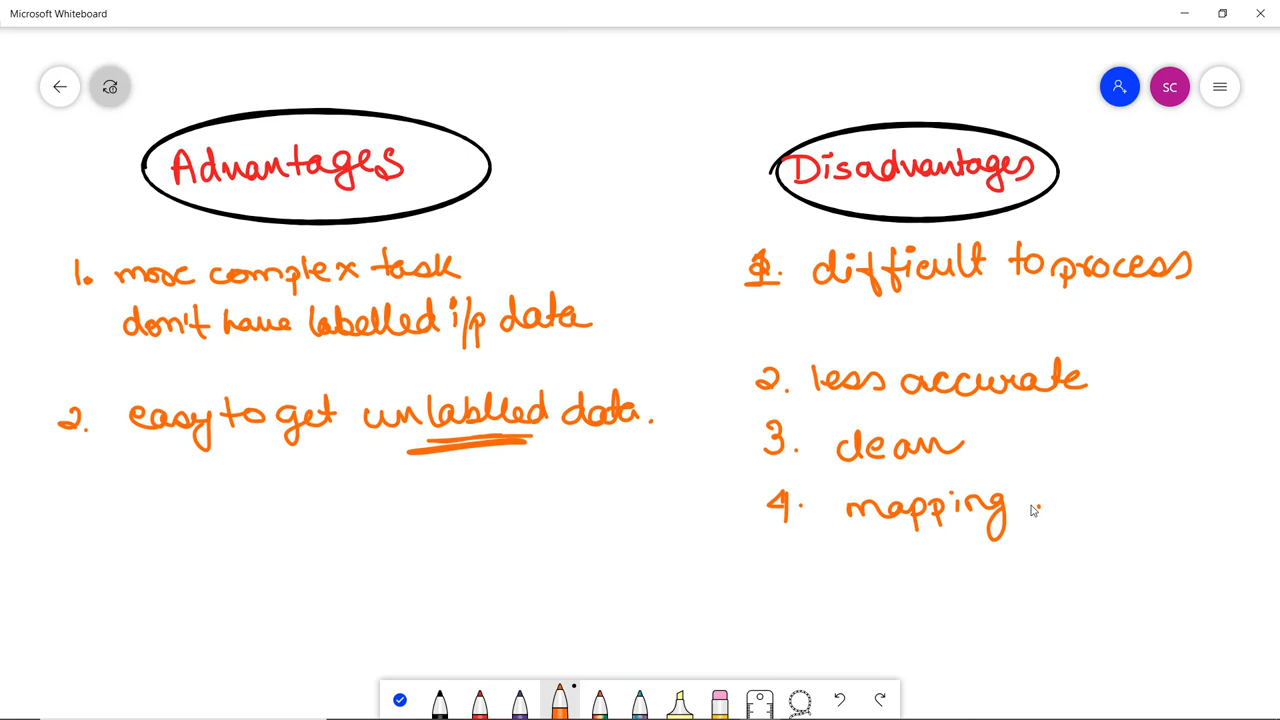 Microsoft Whiteboard
SC
Advantages
1. more complex task
don't have labelled i/p data
2. easy to get unlablled data.
Disadvantages
1. difficult to process
2. less accurate
3. clean
4. mapping